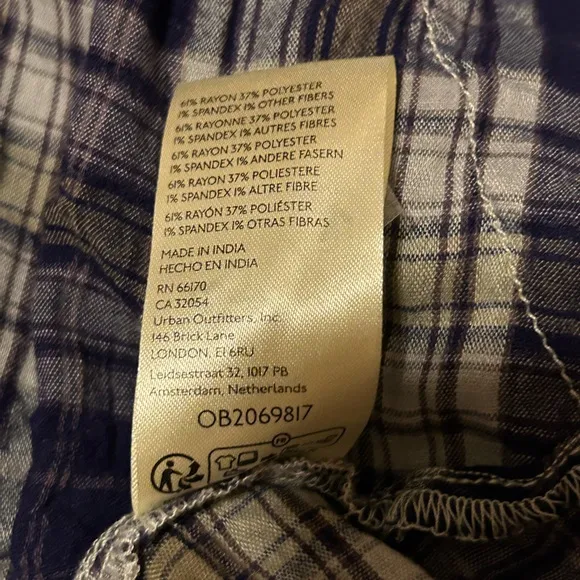 61% RAYON 37% POLYESTER
1% SPANDEX 1% OTHER FIBERS
61% RAYONNE 37% POLYESTER
1% SPANDEX 1% AUTRES FIBRES
61% RAYON 37% POLYESTER
1% SPANDEX 1% ANDERE FASERN
61% RAYON 37% POLIESTERE
1% SPANDEX 1% ALTRE FIBRE
61% RAYÓN 37% POLIÉSTER
1% SPANDEX 1% OTRAS FIBRAS
MADE IN INDIA
HECHO EN INDIA
RN 66170
CA 32054
Urban Outfitters, Inc.
146 Brick Lane
LONDON, E1 6RU
Leidsestraat 32, 1017 PB
Amsterdam, Netherlands
OB2069817
FR